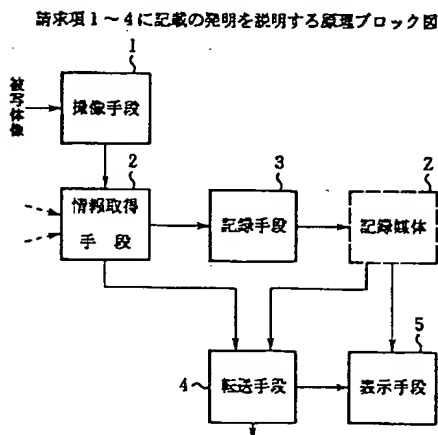 請求項1～4に記載の発明を説明する原理ブロック図
1
被写体像
撮像手段
2
情報取得
手 段
3
記録手段
2
記録媒体
4
転送手段
5
表示手段